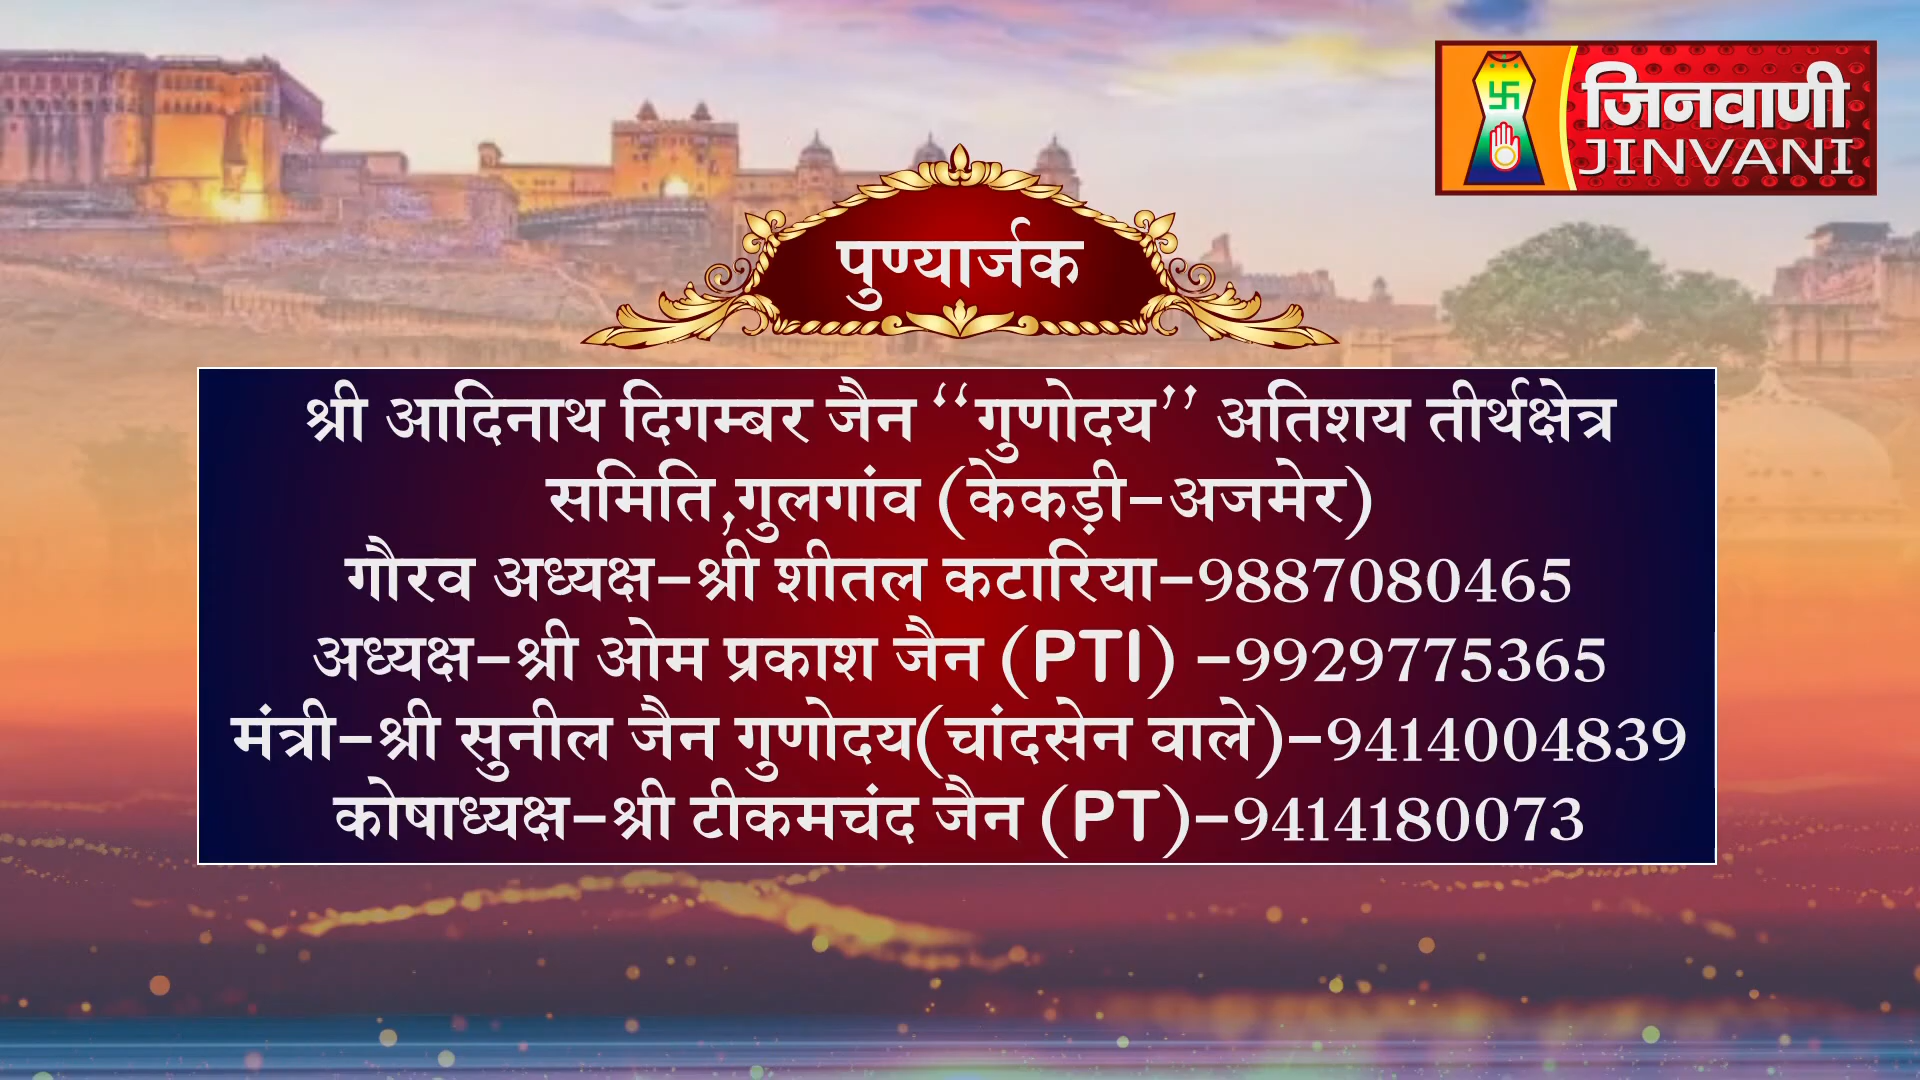 जिनवाणी
JINVANI
पुण्यार्जक
श्री आदिनाथ दिगम्बर जैन ‘‘गुणोदय’’ अतिशय तीर्थक्षेत्र
समिति,गुलगांव (केकड़ी-अजमेर)
गौरव अध्यक्ष-श्री शीतल कटारिया-9887080465
अध्यक्ष-श्री ओम प्रकाश जैन (PTI) -9929775365
मंत्री-श्री सुनील जैन गुणोदय(चांदसेन वाले)-9414004839
कोषाध्यक्ष-श्री टीकमचंद जैन (PT)-9414180073